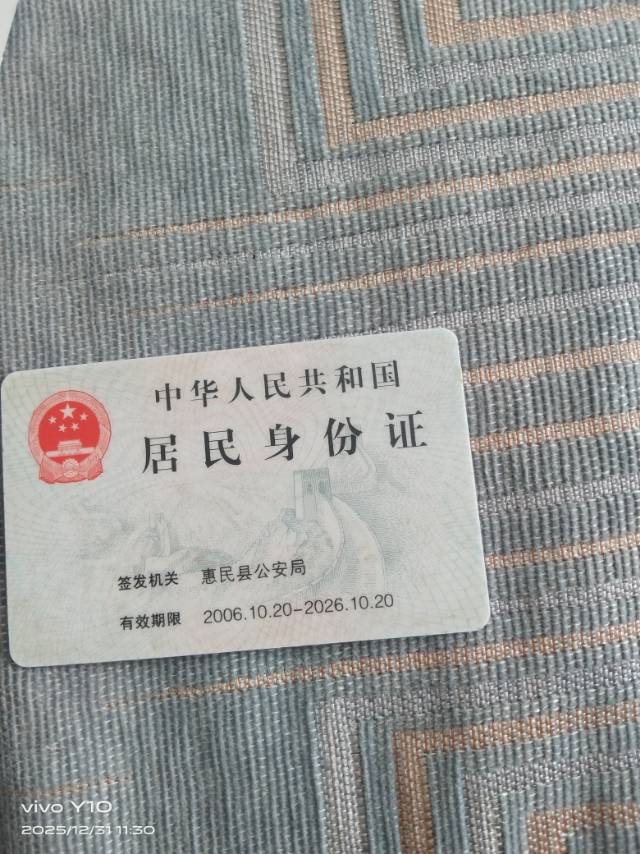 中华人民共和国
居民身份证
签发机关 惠民县公安局
有效期限 2006.10.20-2026.10.20
vivo Y10
2025/12/31 11:30